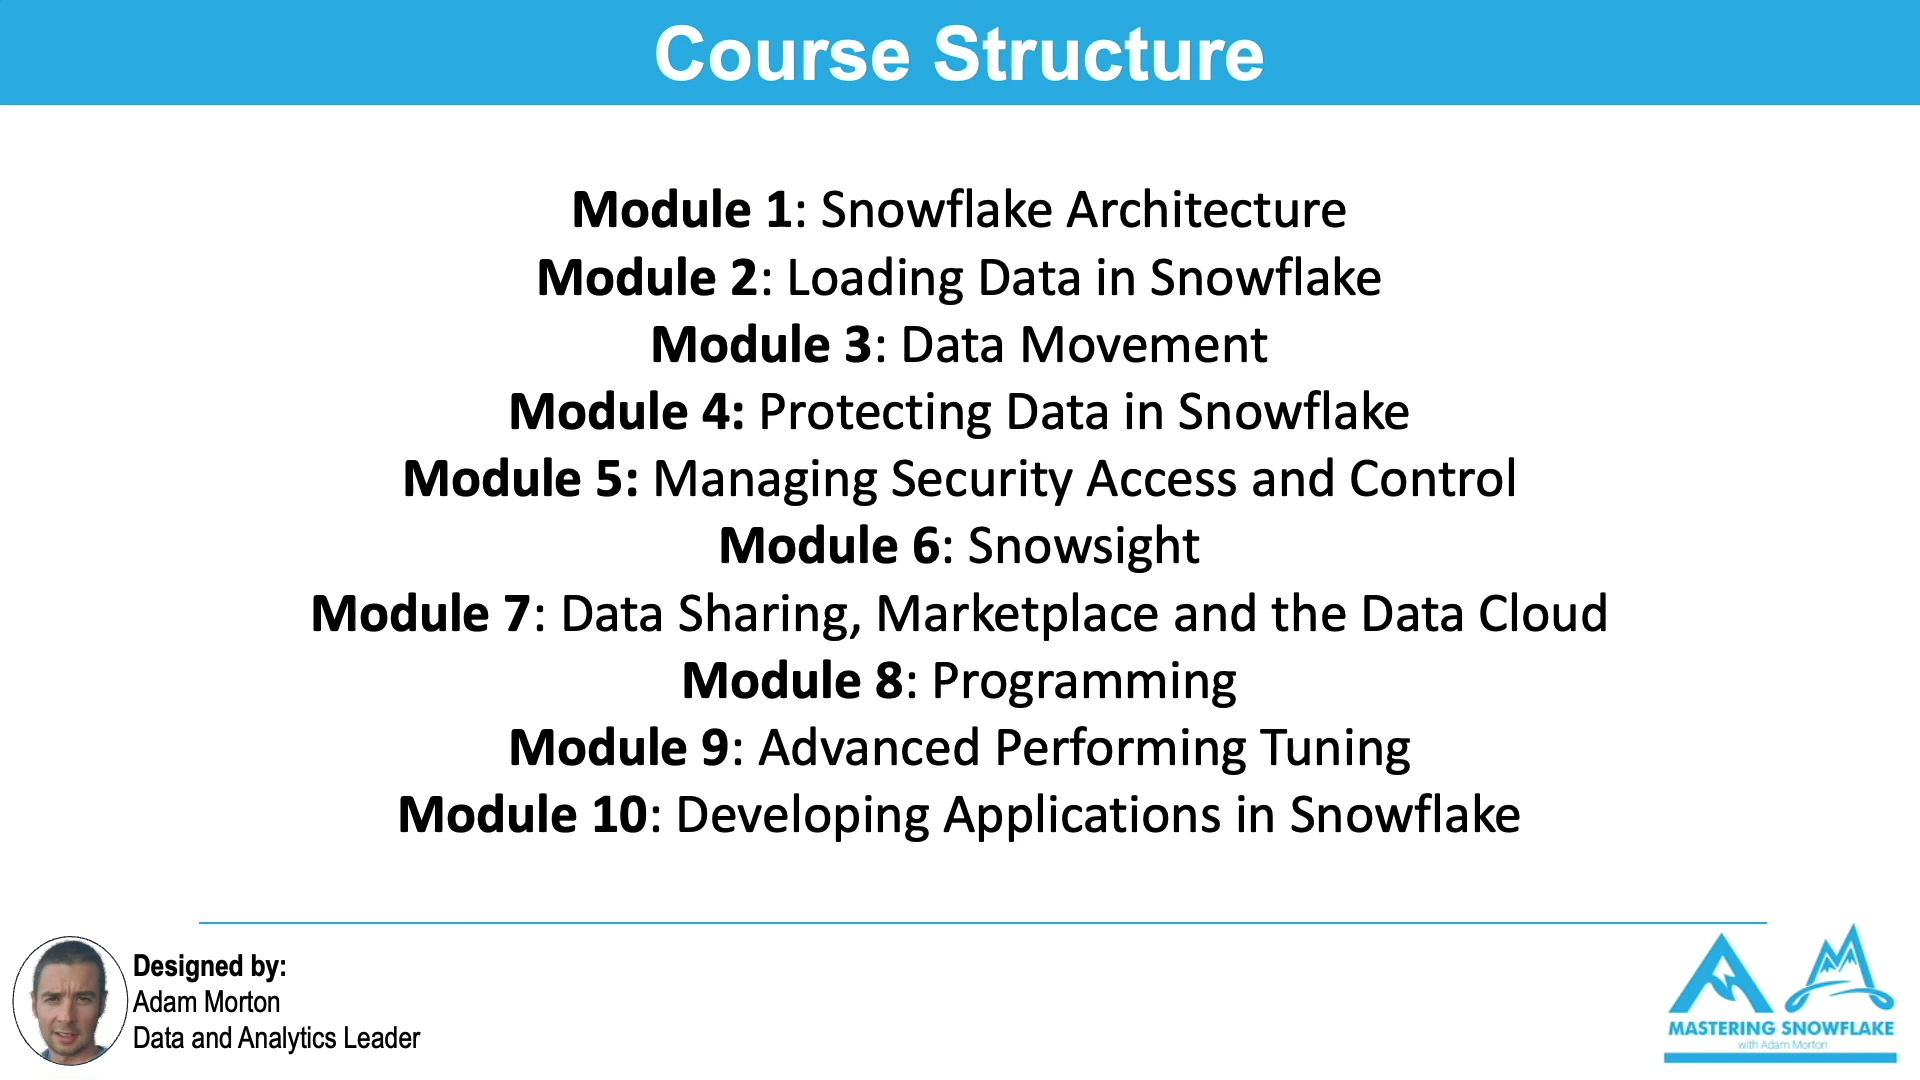 Course Structure
Module 1: Snowflake Architecture
Module 2: Loading Data in Snowflake
Module 3: Data Movement
Module 4: Protecting Data in Snowflake
Module 5: Managing Security Access and Control
Module 6: Snowsight
Module 7: Data Sharing, Marketplace and the Data Cloud
Module 8: Programming
Module 9: Advanced Performing Tuning
Module 10: Developing Applications in Snowflake
Designed by:
Adam Morton
Data and Analytics Leader
MASTERING SNOWFLAKE
with Adam Morton